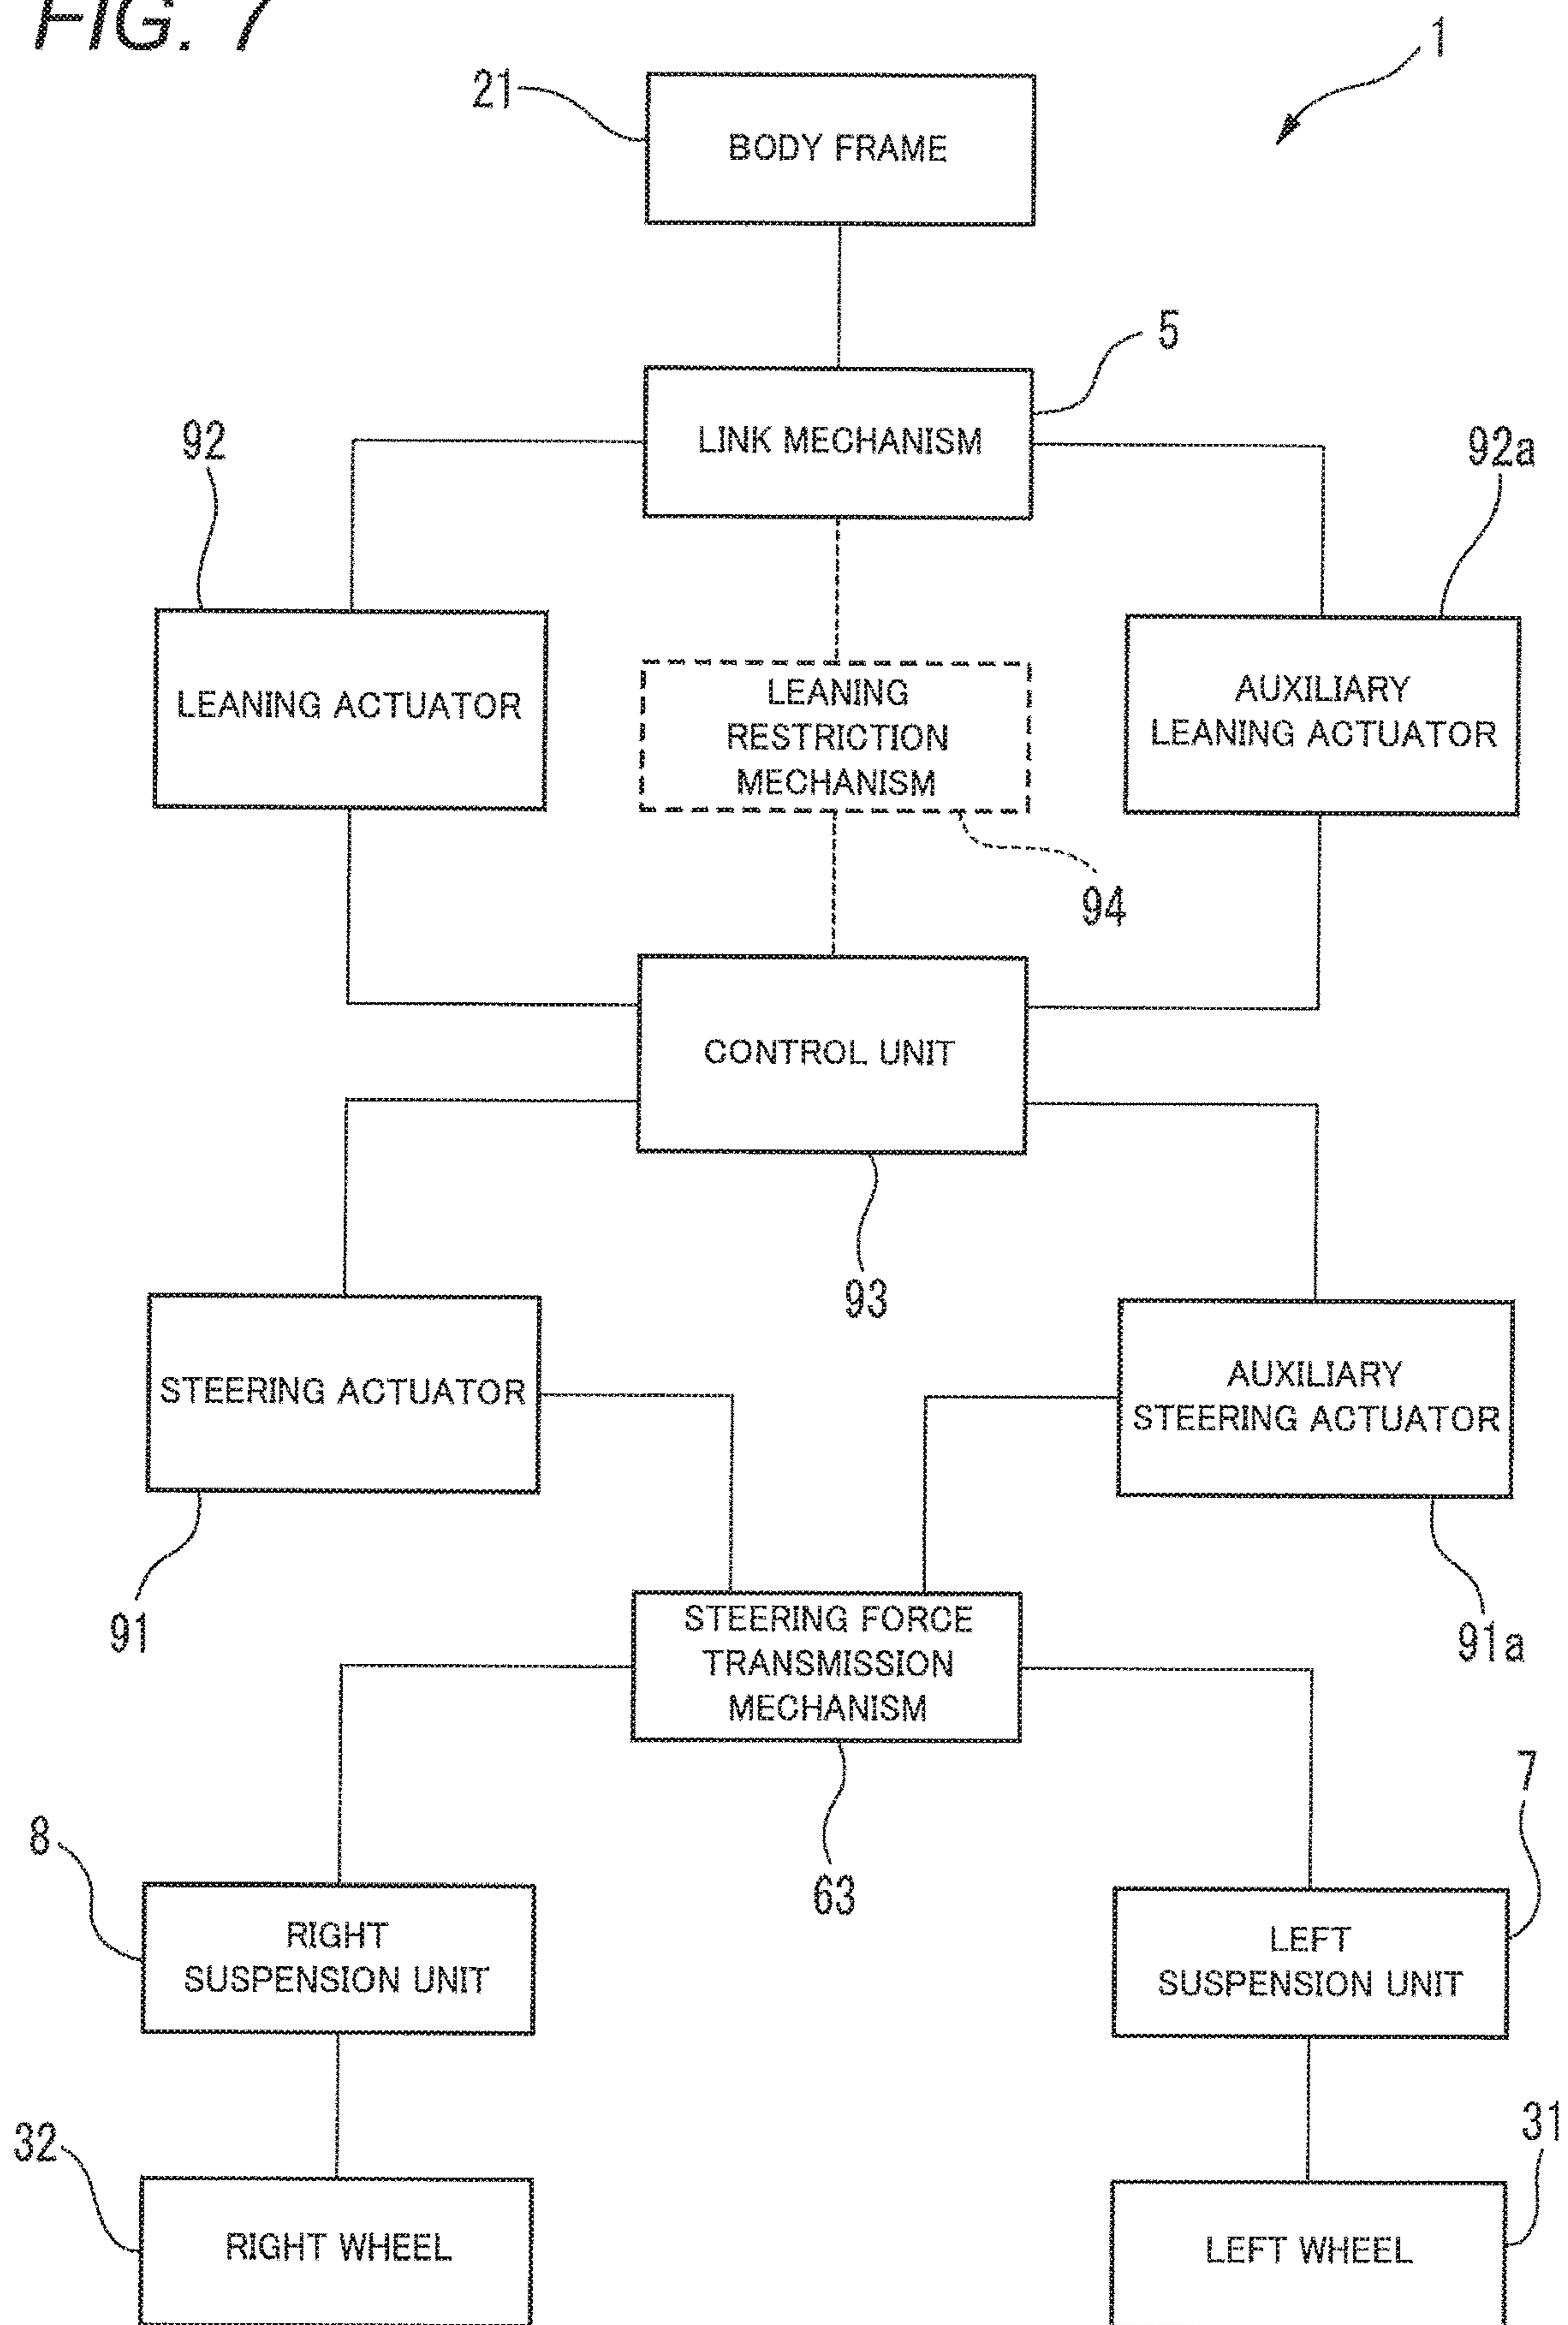 FIG. 7
1
21
BODY FRAME
5
LINK MECHANISM
92
92a
LEANING ACTUATOR
LEANING
RESTRICTION
MECHANISM
AUXILIARY
LEANING ACTUATOR
94
CONTROL UNIT
93
STEERING ACTUATOR
AUXILIARY
STEERING ACTUATOR
91
91a
STEERING FORCE
TRANSMISSION
MECHANISM
63
8
7
RIGHT
SUSPENSION UNIT
LEFT
SUSPENSION UNIT
32
31
RIGHT WHEEL
LEFT WHEEL